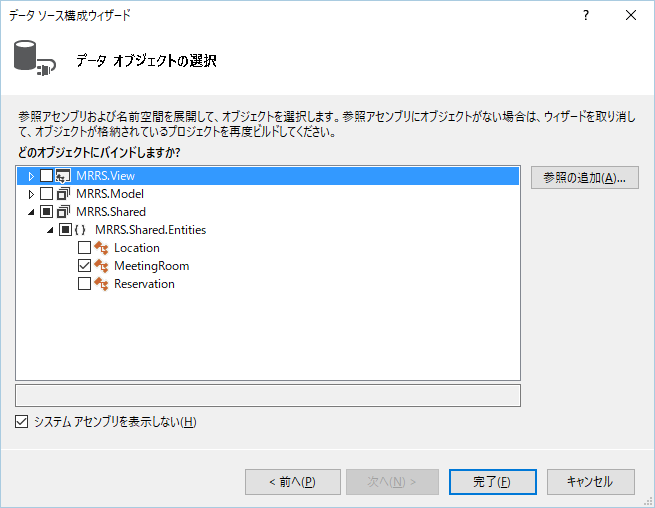 データ ソース構成ウィザード
?
データ オブジェクトの選択
参照アセンブリおよび名前空間を展開して、オブジェクトを選択します。参照アセンブリにオブジェクトがない場合は、ウィザードを取り消し
て、オブジェクトが格納されているプロジェクトを再度ビルドしてください。
どのオブジェクトにバインドしますか?
MRRS.View
参照の追加(A)...
MRRS.Model
MRRS.Shared
{ } MRRS.Shared.Entities
Location
MeetingRoom
Reservation
システム アセンブリを表示しない(H)
< 前へ(P)
次へ(N) >
完了(F)
キャンセル